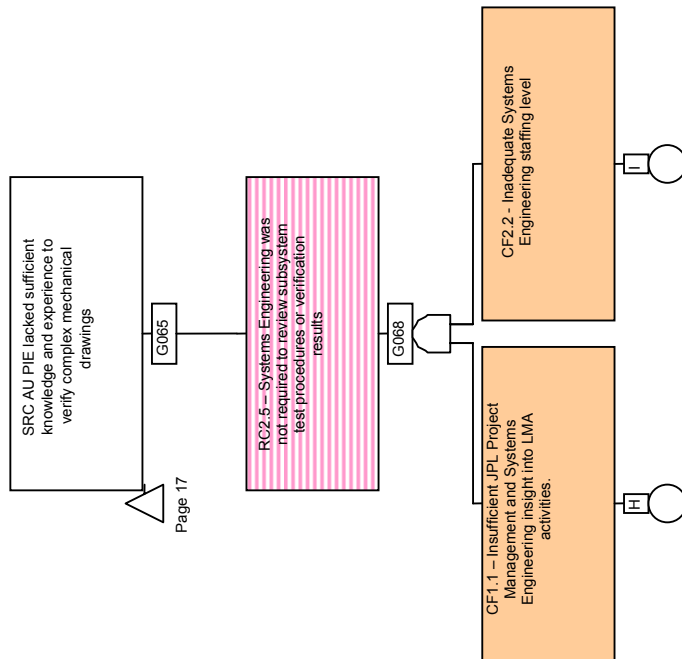 SRC AU PIE lacked sufficient
knowledge and experience to
verify complex mechanical
drawings
G065
Page 17
RC2.5 – Systems Engineering was
not required to review subsystem
test procedures or verification
results
G068
CF1.1 – Insufficient JPL Project
Management and Systems
Engineering insight into LMA
activities.
H
CF2.2 - Inadequate Systems
Engineering staffing level
I